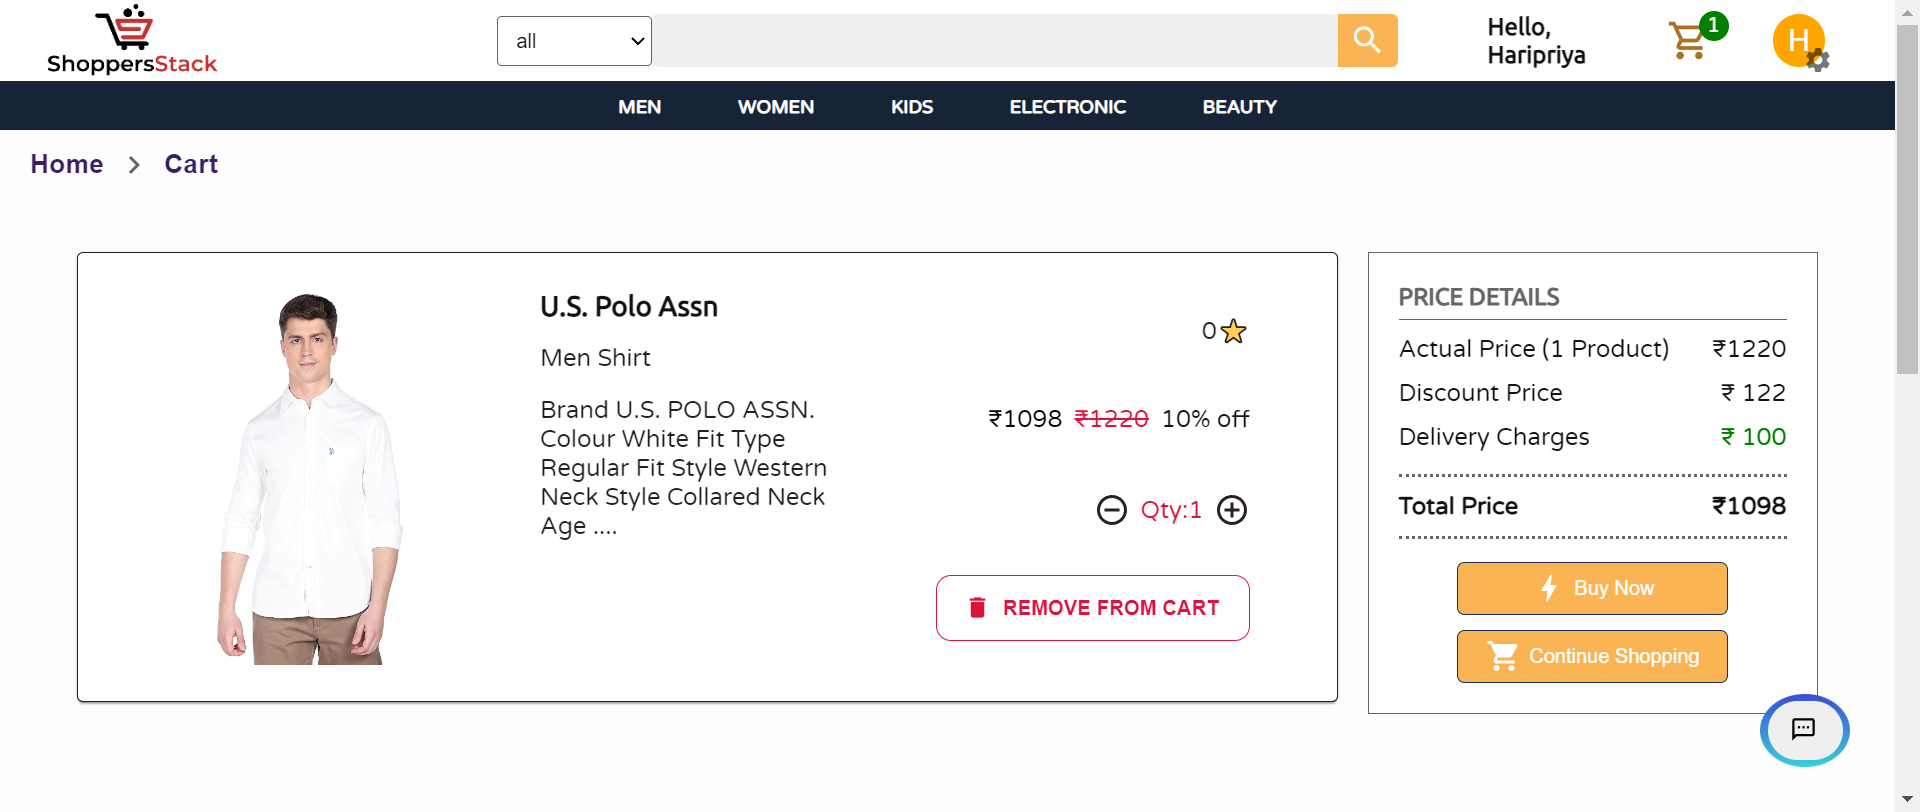 ShoppersStack
all
Hello,
Haripriya
1
H
MEN WOMEN KIDS ELECTRONIC BEAUTY
Home > Cart
U.S. Polo Assn
Men Shirt
Brand U.S. POLO ASSN.
Colour White Fit Type
Regular Fit Style Western
Neck Style Collared Neck
Age ....
0
₹1098 ₹1220 10% off
Qty:1
REMOVE FROM CART
PRICE DETAILS
Actual Price (1 Product) ₹1220
Discount Price ₹ 122
Delivery Charges ₹ 100
Total Price ₹1098
Buy Now
Continue Shopping